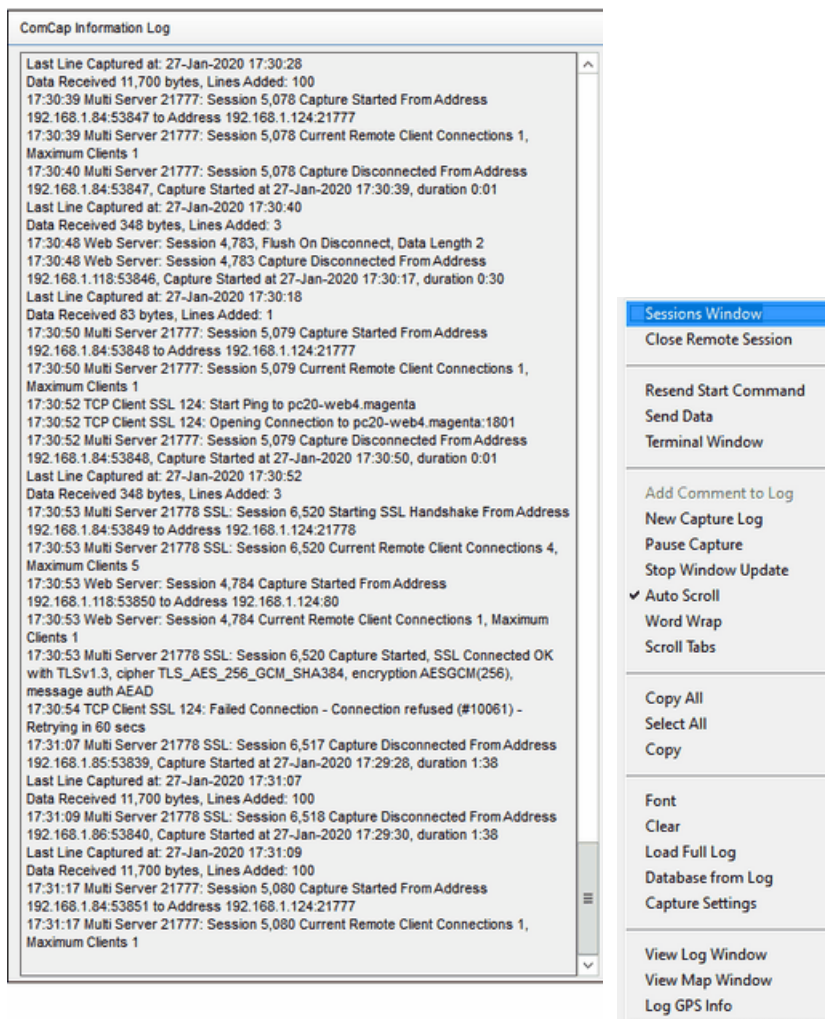 ComCap Information Log
Last Line Captured at: 27-Jan-2020 17:30:28
Data Received 11,700 bytes, Lines Added: 100
17:30:39 Multi Server 21777: Session 5,078 Capture Started From Address
192.168.1.84:53847 to Address 192.168.1.124:21777
17:30:39 Multi Server 21777: Session 5,078 Current Remote Client Connections 1,
Maximum Clients 1
17:30:40 Multi Server 21777: Session 5,078 Capture Disconnected From Address
192.168.1.84:53847, Capture Started at 27-Jan-2020 17:30:39, duration 0:01
Last Line Captured at: 27-Jan-2020 17:30:40
Data Received 348 bytes, Lines Added: 3
17:30:48 Web Server: Session 4,783, Flush On Disconnect, Data Length 2
17:30:48 Web Server: Session 4,783 Capture Disconnected From Address
192.168.1.118:53846, Capture Started at 27-Jan-2020 17:30:17, duration 0:30
Last Line Captured at: 27-Jan-2020 17:30:18
Data Received 83 bytes, Lines Added: 1
17:30:50 Multi Server 21777: Session 5,079 Capture Started From Address
192.168.1.84:53848 to Address 192.168.1.124:21777
17:30:50 Multi Server 21777: Session 5,079 Current Remote Client Connections 1,
Maximum Clients 1
17:30:52 TCP Client SSL 124: Start Ping to pc20-web4.magenta
17:30:52 TCP Client SSL 124: Opening Connection to pc20-web4.magenta:1801
17:30:52 Multi Server 21777: Session 5,079 Capture Disconnected From Address
192.168.1.84:53848, Capture Started at 27-Jan-2020 17:30:50, duration 0:01
Last Line Captured at: 27-Jan-2020 17:30:52
Data Received 348 bytes, Lines Added: 3
17:30:53 Multi Server 21778 SSL: Session 6,520 Starting SSL Handshake From Address
192.168.1.84:53849 to Address 192.168.1.124:21778
17:30:53 Multi Server 21778 SSL: Session 6,520 Current Remote Client Connections 4,
Maximum Clients 5
17:30:53 Web Server: Session 4,784 Capture Started From Address
192.168.1.118:53850 to Address 192.168.1.124:80
17:30:53 Web Server: Session 4,784 Current Remote Client Connections 1, Maximum
Clients 1
17:30:53 Multi Server 21778 SSL: Session 6,520 Capture Started, SSL Connected OK
with TLSv1.3, cipher TLS_AES_256_GCM_SHA384, encryption AESGCM(256),
message auth AEAD
17:30:54 TCP Client SSL 124: Failed Connection - Connection refused (#10061) -
Retrying in 60 secs
17:31:07 Multi Server 21778 SSL: Session 6,517 Capture Disconnected From Address
192.168.1.85:53839, Capture Started at 27-Jan-2020 17:29:28, duration 1:38
Last Line Captured at: 27-Jan-2020 17:31:07
Data Received 11,700 bytes, Lines Added: 100
17:31:09 Multi Server 21778 SSL: Session 6,518 Capture Disconnected From Address
192.168.1.86:53840, Capture Started at 27-Jan-2020 17:29:30, duration 1:38
Last Line Captured at: 27-Jan-2020 17:31:09
Data Received 11,700 bytes, Lines Added: 100
17:31:17 Multi Server 21777: Session 5,080 Capture Started From Address
192.168.1.84:53851 to Address 192.168.1.124:21777
17:31:17 Multi Server 21777: Session 5,080 Current Remote Client Connections 1,
Maximum Clients 1
Sessions Window
Close Remote Session
Resend Start Command
Send Data
Terminal Window
Add Comment to Log
New Capture Log
Pause Capture
Stop Window Update
Auto Scroll
Word Wrap
Scroll Tabs
Copy All
Select All
Copy
Font
Clear
Load Full Log
Database from Log
Capture Settings
View Log Window
View Map Window
Log GPS Info